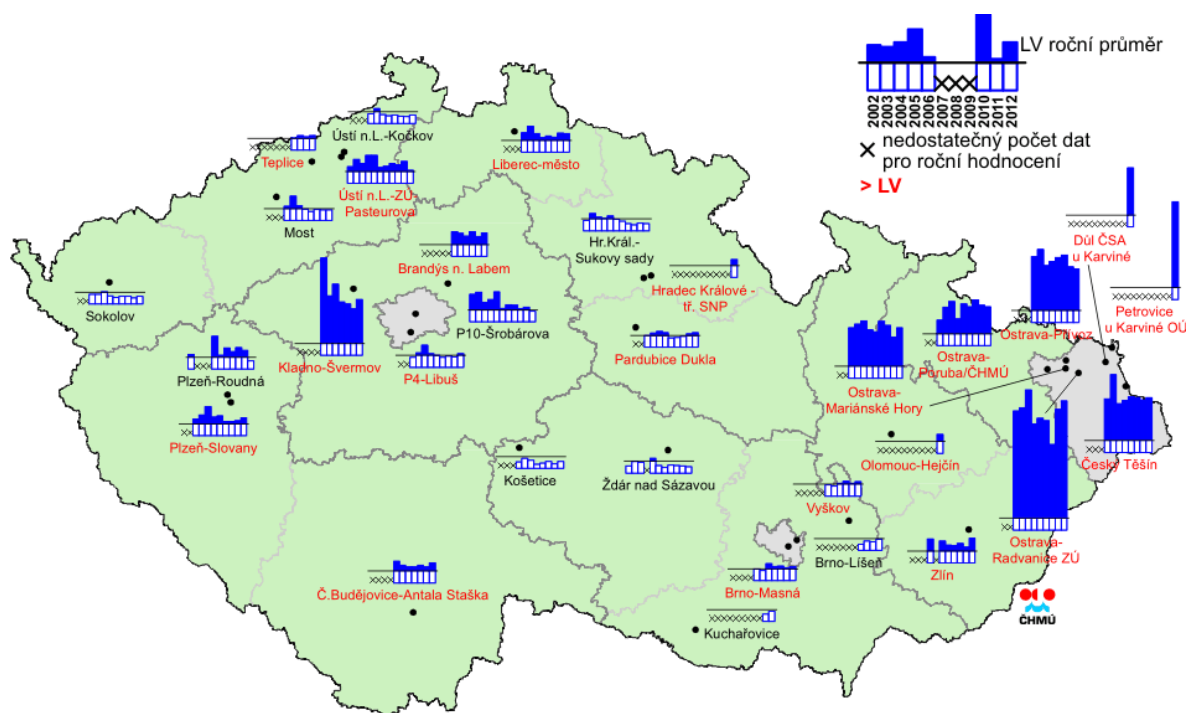 LV roční průměr
2002
2003
2004
2005
2006
2007
2008
2009
2010
2011
2012
nedostatečný počet dat
pro roční hodnocení
> LV
Ústí n.L.-Kočkov
Teplice
Liberec-město
Ústí n.L.-ZÚ-
Pasteurova
Most
Hr.Král.-
Sukovy sady
Důl ČSA
u Karviné
Brandýs n. Labem
Hradec Králové -
tř. SNP
Petrovice
u Karviné OÚ
Sokolov
P10-Šrobárova
Ostrava-Přívoz
Kladno-Švermov
Ostrava-
Poruba/ČHMÚ
Plzeň-Roudná
P4-Libuš
Pardubice Dukla
Ostrava-
Mariánské Hory
Plzeň-Slovany
Košetice
Ždár nad Sázavou
Olomouc-Hejčín
Český Těšín
Vyškov
Ostrava-
Radvanice ZÚ
Brno-Líšeň
Zlín
Č.Budějovice-Antala Staška
Brno-Masná
ČHMÚ
Kuchařovice